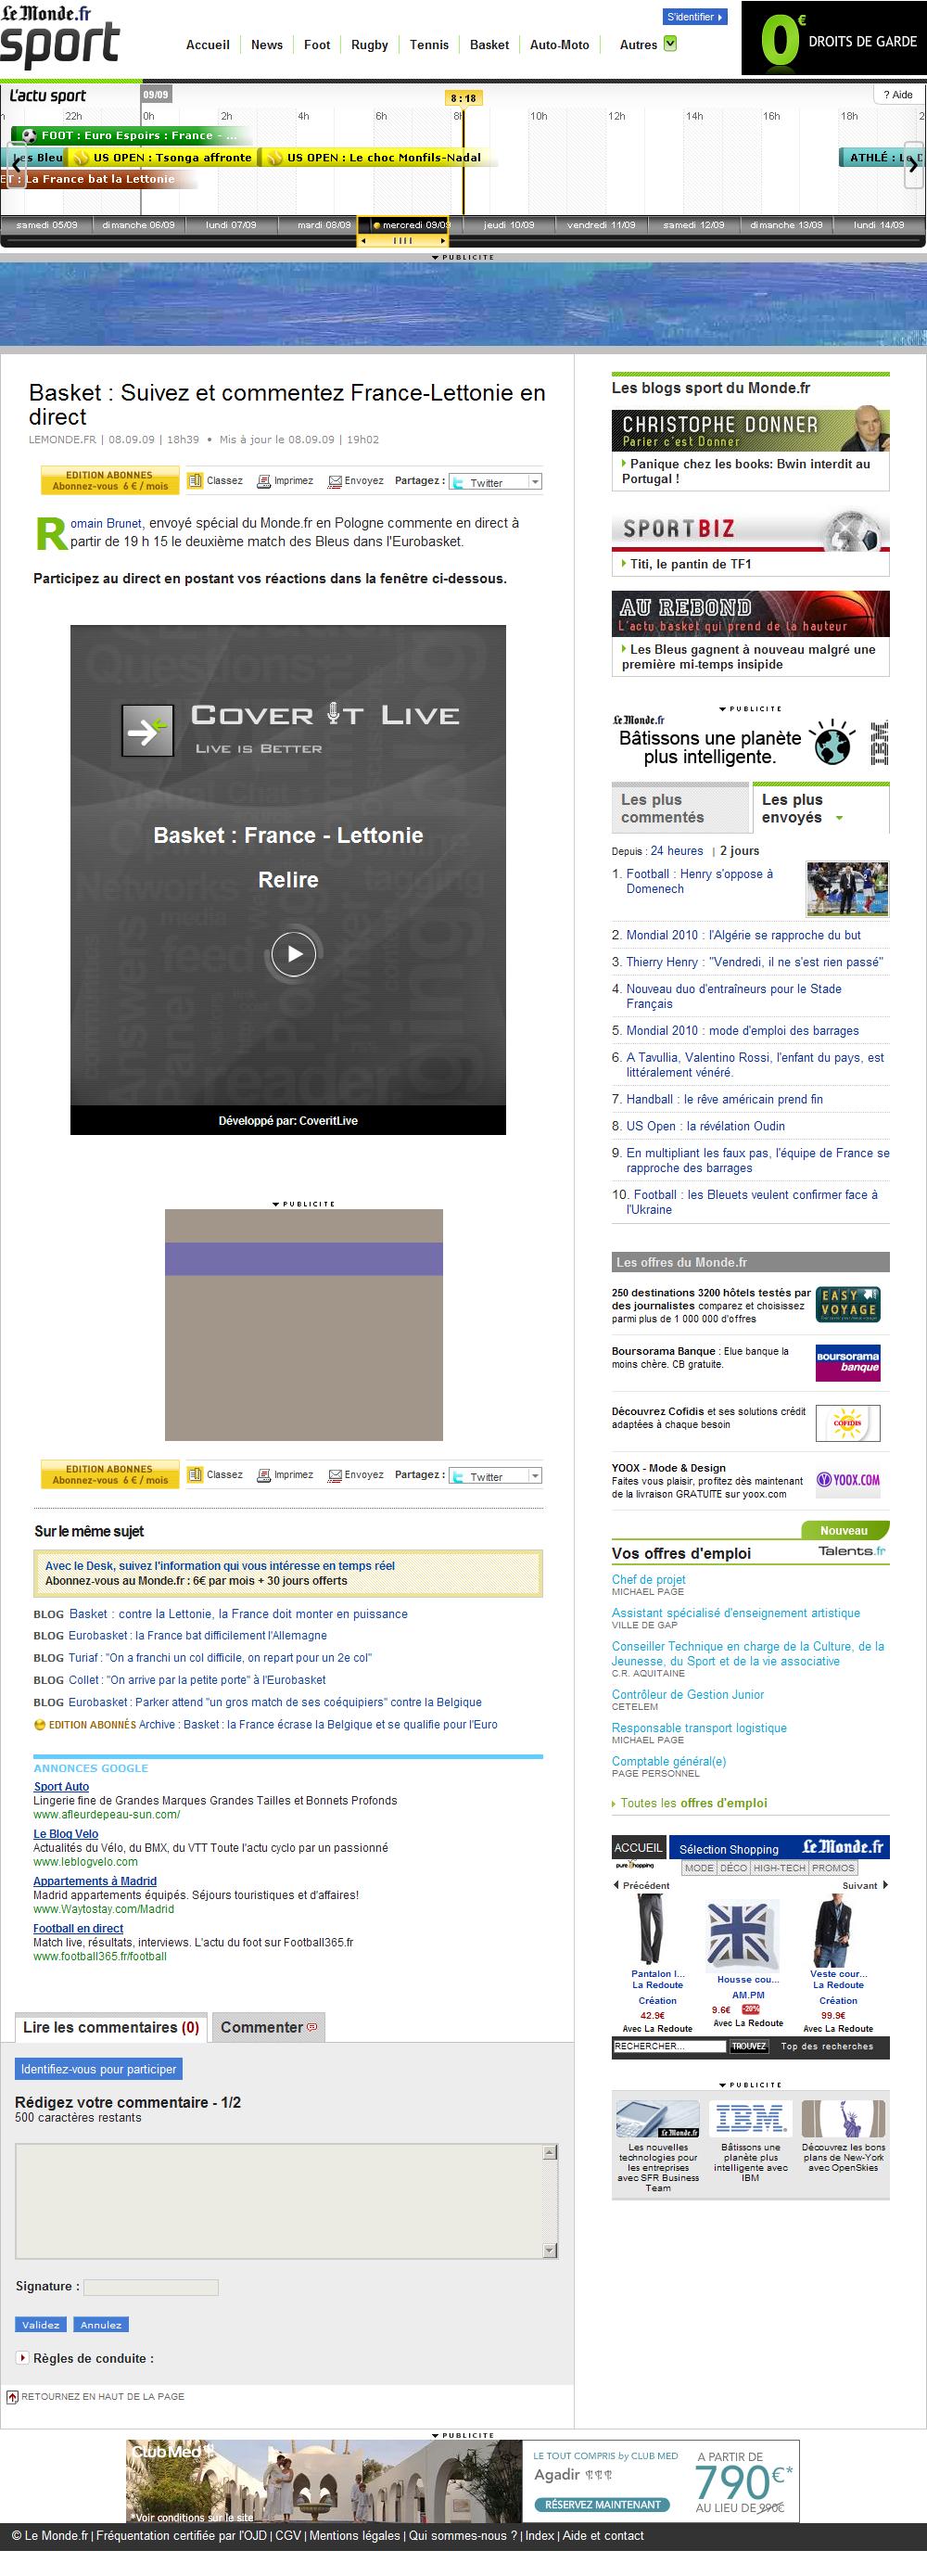 Le Monde.fr
sport
Accueil News Foot Rugby Tennis Basket Auto-Moto Autres
S'identifier
0€ DROITS DE GARDE
L'actu sport
09/09
8 : 18
? Aide
22h 0h 2h 4h 6h 8h 10h 12h 14h 16h 18h
FOOT : Euro Espoirs : France - ...
es Bleu US OPEN : Tsonga affronte US OPEN : Le choc Monfils-Nadal ATHLÉ :
ET : La France bat la Lettonie
samedi 05/09 dimanche 06/09 lundi 07/09 mardi 08/09 mercredi 09/09 jeudi 10/09 vendredi 11/09 samedi 12/09 dimanche 13/09 lundi 14/09
PUBLICITE
Basket : Suivez et commentez France-Lettonie en
direct
LEMONDE.FR | 08.09.09 | 18h39 • Mis à jour le 08.09.09 | 19h02
EDITION ABONNES
Abonnez-vous 6 € / mois
Classez Imprimez Envoyez Partagez : Twitter
Romain Brunet, envoyé spécial du Monde.fr en Pologne commente en direct à
partir de 19 h 15 le deuxième match des Bleus dans l'Eurobasket.
Participez au direct en postant vos réactions dans la fenêtre ci-dessous.
COVER IT LIVE
LIVE IS BETTER
Basket : France - Lettonie
Relire
Développé par: CoveritLive
PUBLICITE
EDITION ABONNES
Abonnez-vous 6 € / mois
Classez Imprimez Envoyez Partagez : Twitter
Sur le même sujet
Avec le Desk, suivez l'information qui vous intéresse en temps réel
Abonnez-vous au Monde.fr : 6€ par mois + 30 jours offerts
BLOG Basket : contre la Lettonie, la France doit monter en puissance
BLOG Eurobasket : la France bat difficilement l'Allemagne
BLOG Turiaf : "On a franchi un col difficile, on repart pour un 2e col"
BLOG Collet : "On arrive par la petite porte" à l'Eurobasket
BLOG Eurobasket : Parker attend "un gros match de ses coéquipiers" contre la Belgique
EDITION ABONNÉS Archive : Basket : la France écrase la Belgique et se qualifie pour l'Euro
ANNONCES GOOGLE
Sport Auto
Lingerie fine de Grandes Marques Grandes Tailles et Bonnets Profonds
www.afleurdepeau-sun.com/
Le Blog Velo
Actualités du Vélo, du BMX, du VTT Toute l'actu cyclo par un passionné
www.leblogvelo.com
Appartements à Madrid
Madrid appartements équipés. Séjours touristiques et d'affaires!
www.Waytostay.com/Madrid
Football en direct
Match live, résultats, interviews. L'actu du foot sur Football365.fr
www.football365.fr/football
Lire les commentaires (0) Commenter
Identifiez-vous pour participer
Rédigez votre commentaire - 1/2
500 caractères restants
Signature :
Validez Annulez
Règles de conduite :
RETOURNEZ EN HAUT DE LA PAGE
Les blogs sport du Monde.fr
CHRISTOPHE DONNER
Parier c'est Donner
Panique chez les books: Bwin interdit au
Portugal !
SPORTBIZ
Titi, le pantin de TF1
AU REBOND
L'actu basket qui prend de la hauteur
Les Bleus gagnent à nouveau malgré une
première mi-temps insipide
PUBLICITE
Le Monde.fr
Bâtissons une planète
plus intelligente.
IBM
Les plus
commentés
Les plus
envoyés
Depuis : 24 heures | 2 jours
1. Football : Henry s'oppose à
Domenech
2. Mondial 2010 : l'Algérie se rapproche du but
3. Thierry Henry : "Vendredi, il ne s'est rien passé"
4. Nouveau duo d'entraîneurs pour le Stade
Français
5. Mondial 2010 : mode d'emploi des barrages
6. A Tavullia, Valentino Rossi, l'enfant du pays, est
littéralement vénéré.
7. Handball : le rêve américain prend fin
8. US Open : la révélation Oudin
9. En multipliant les faux pas, l'équipe de France se
rapproche des barrages
10. Football : les Bleuets veulent confirmer face à
l'Ukraine
Les offres du Monde.fr
250 destinations 3200 hôtels testés par
des journalistes comparez et choisissez
parmi plus de 1 000 000 d'offres
EASY VOYAGE
Boursorama Banque : Elue banque la
moins chère. CB gratuite.
boursorama banque
Découvrez Cofidis et ses solutions crédit
adaptées à chaque besoin
COFIDIS
YOOX - Mode & Design
Faites vous plaisir, profitez dès maintenant
de la livraison GRATUITE sur yoox.com
YOOX.COM
Nouveau
Vos offres d'emploi Talents.fr
Chef de projet
MICHAEL PAGE
Assistant spécialisé d'enseignement artistique
VILLE DE GAP
Conseiller Technique en charge de la Culture, de la
Jeunesse, du Sport et de la vie associative
C.R. AQUITAINE
Contrôleur de Gestion Junior
CETELEM
Responsable transport logistique
MICHAEL PAGE
Comptable général(e)
PAGE PERSONNEL
Toutes les offres d'emploi
ACCUEIL Sélection Shopping Le Monde.fr
pure shopping MODE DÉCO HIGH-TECH PROMOS
Précédent Suivant
Pantalon l... Housse cou... Veste cour...
La Redoute AM.PM La Redoute
Création 9.6€ -20% Création
42.9€ Avec La Redoute 99.9€
Avec La Redoute Avec La Redoute
RECHERCHER... TROUVEZ Top des recherches
PUBLICITE
Le Monde.fr IBM
Les nouvelles
technologies pour
les entreprises
avec SFR Business
Team
Bâtissons une
planète plus
intelligente avec
IBM
Découvrez les bons
plans de New-York
avec OpenSkies
PUBLICITE
Club Med
*Voir conditions sur le site
LE TOUT COMPRIS by CLUB MED
Agadir
RÉSERVEZ MAINTENANT
A PARTIR DE
790€*
AU LIEU DE 990€
© Le Monde.fr | Fréquentation certifiée par l'OJD | CGV | Mentions légales | Qui sommes-nous ? | Index | Aide et contact